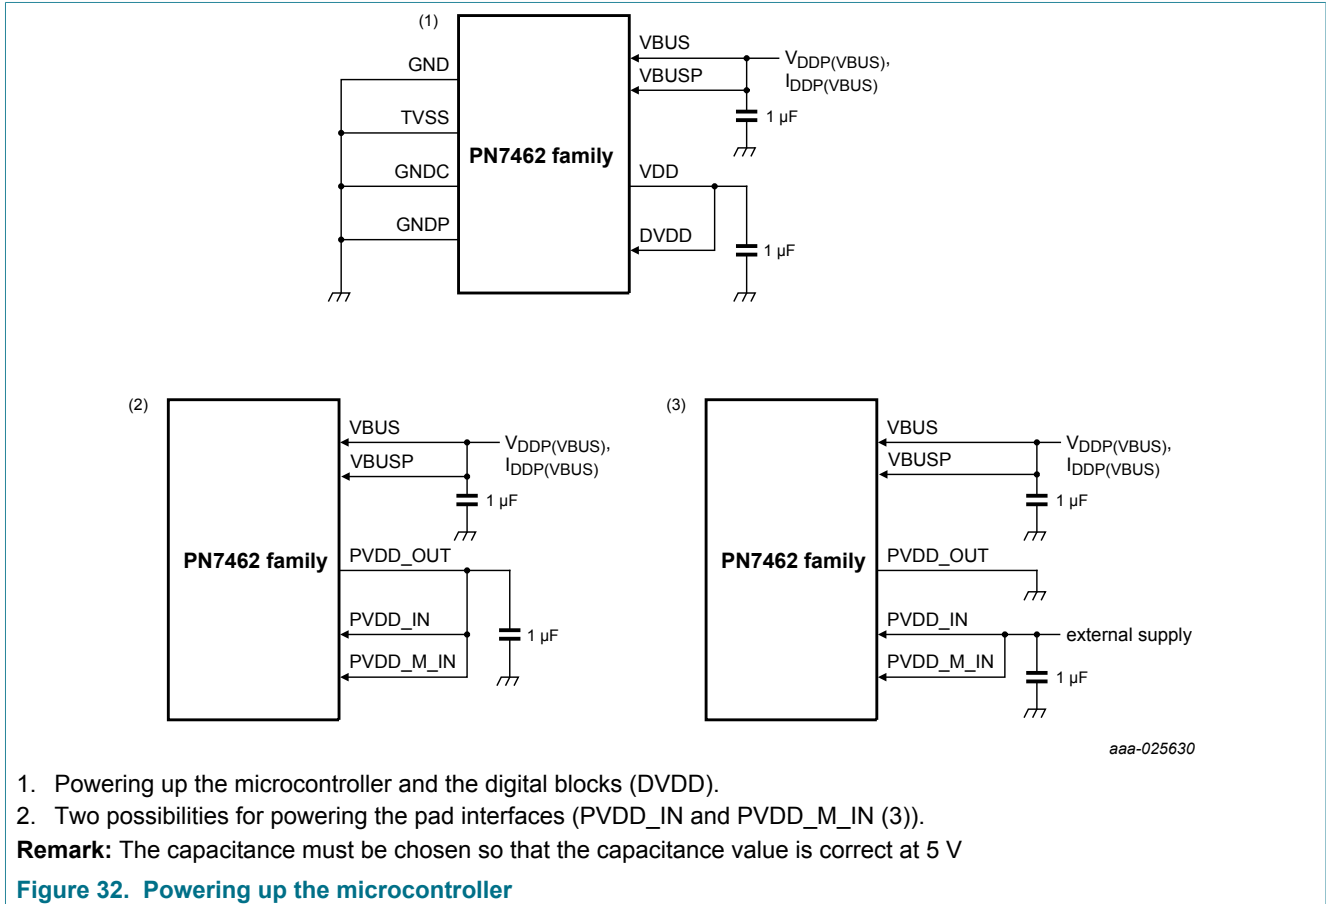 (1)
GND
TVSS
GNDC
GNDP
PN7462 family
VBUS
VBUSP
VDDP(VBUS),
IDDP(VBUS)
1 µF
VDD
DVDD
1 µF
(2)
PN7462 family
VBUS
VBUSP
VDDP(VBUS),
IDDP(VBUS)
1 µF
PVDD_OUT
PVDD_IN
PVDD_M_IN
1 µF
(3)
PN7462 family
VBUS
VBUSP
VDDP(VBUS),
IDDP(VBUS)
1 µF
PVDD_OUT
PVDD_IN
PVDD_M_IN
external supply
1 µF
aaa-025630
1. Powering up the microcontroller and the digital blocks (DVDD).
2. Two possibilities for powering the pad interfaces (PVDD_IN and PVDD_M_IN (3)).
Remark: The capacitance must be chosen so that the capacitance value is correct at 5 V
Figure 32. Powering up the microcontroller